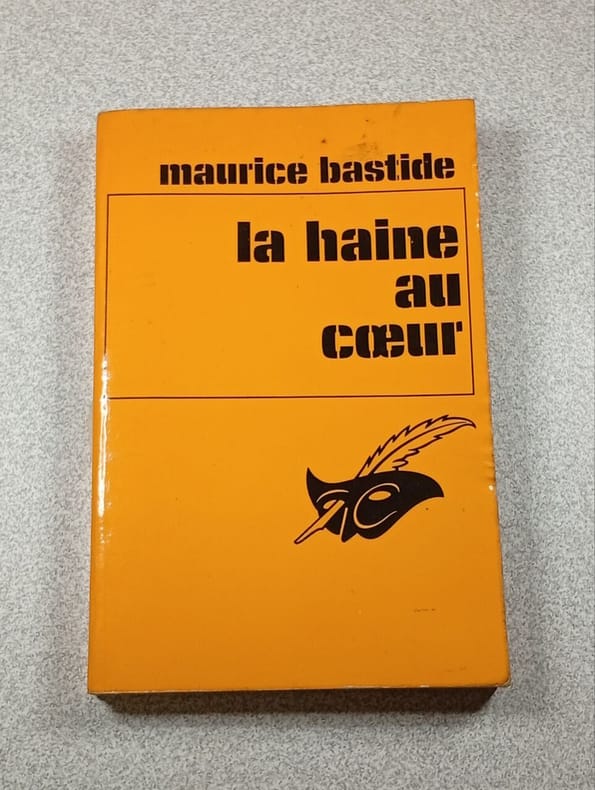 maurice bastide
la haine
au
cœur